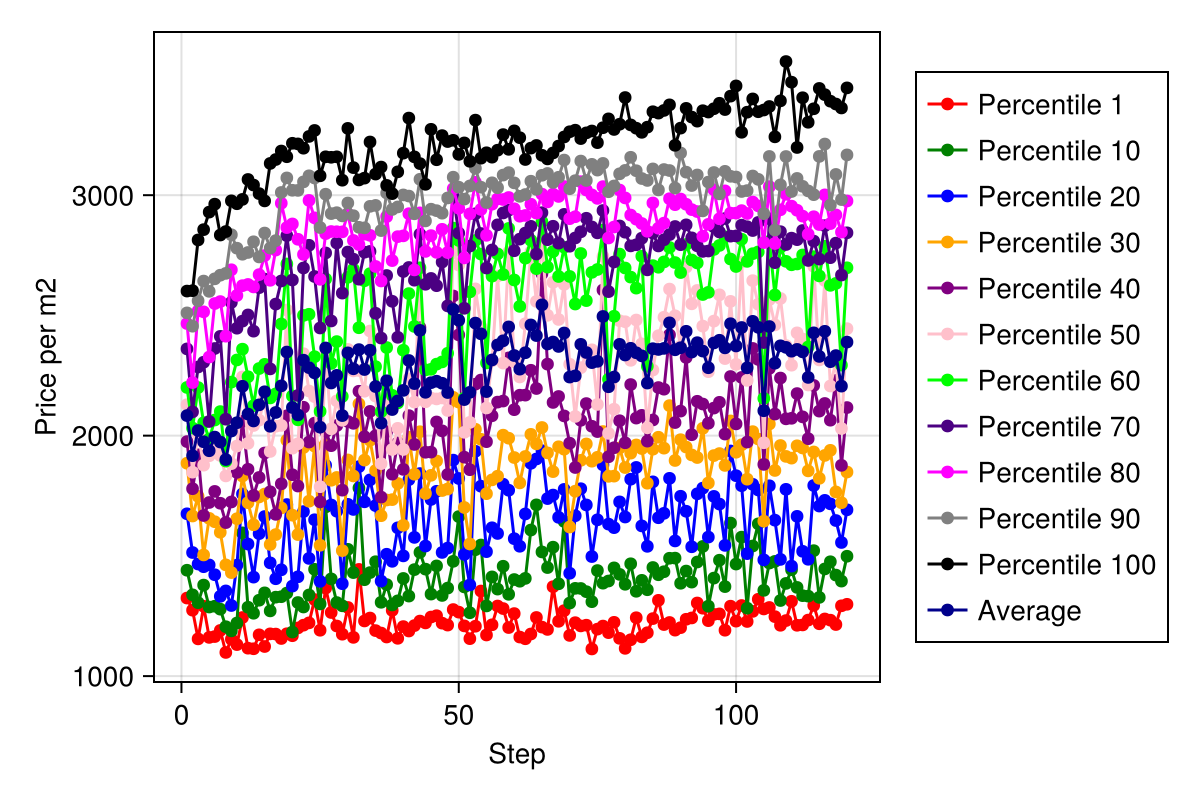 3000
2000
1000
Price per m2
0
50
100
Step
Percentile 1
Percentile 10
Percentile 20
Percentile 30
Percentile 40
Percentile 50
Percentile 60
Percentile 70
Percentile 80
Percentile 90
Percentile 100
Average